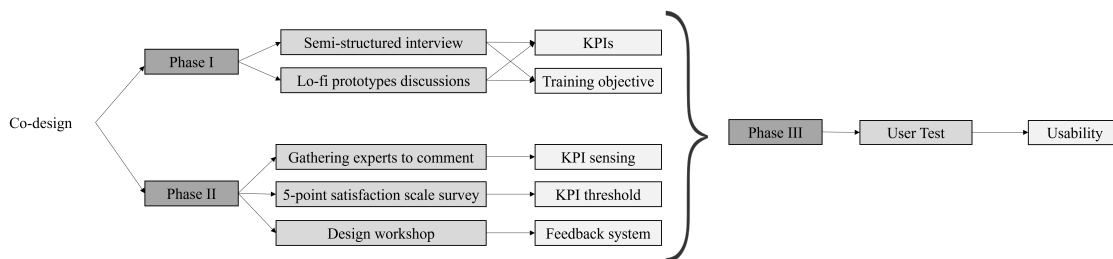 Co-design
Phase I
Semi-structured interview
KPIs
Lo-fi prototypes discussions
Training objective
Phase II
Gathering experts to comment
KPI sensing
5-point satisfaction scale survey
KPI threshold
Design workshop
Feedback system
Phase III
User Test
Usability